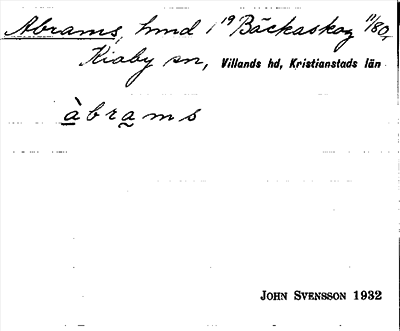 Abrams, hmd 1 19 Bäckaskog 11/80,
Kiaby sn, Villands hd, Kristianstads län
àbrams
JOHN SVENSSON 1932